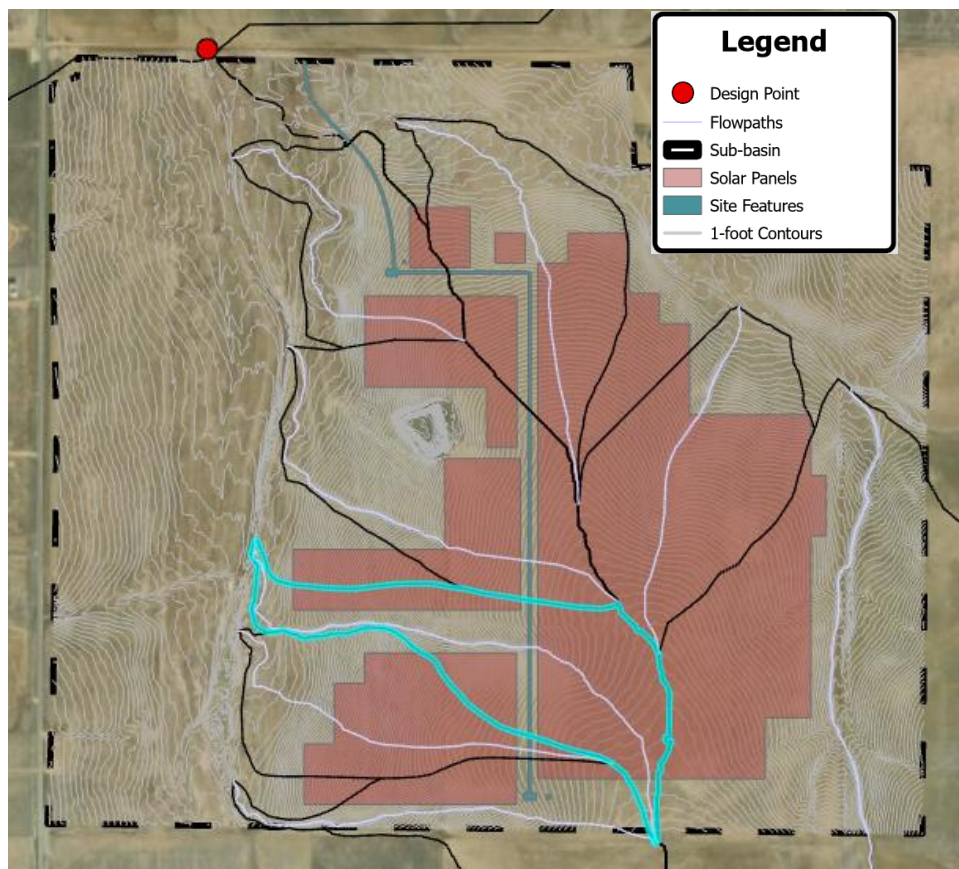 Legend
Design Point
Flowpaths
Sub-basin
Solar Panels
Site Features
1-foot Contours